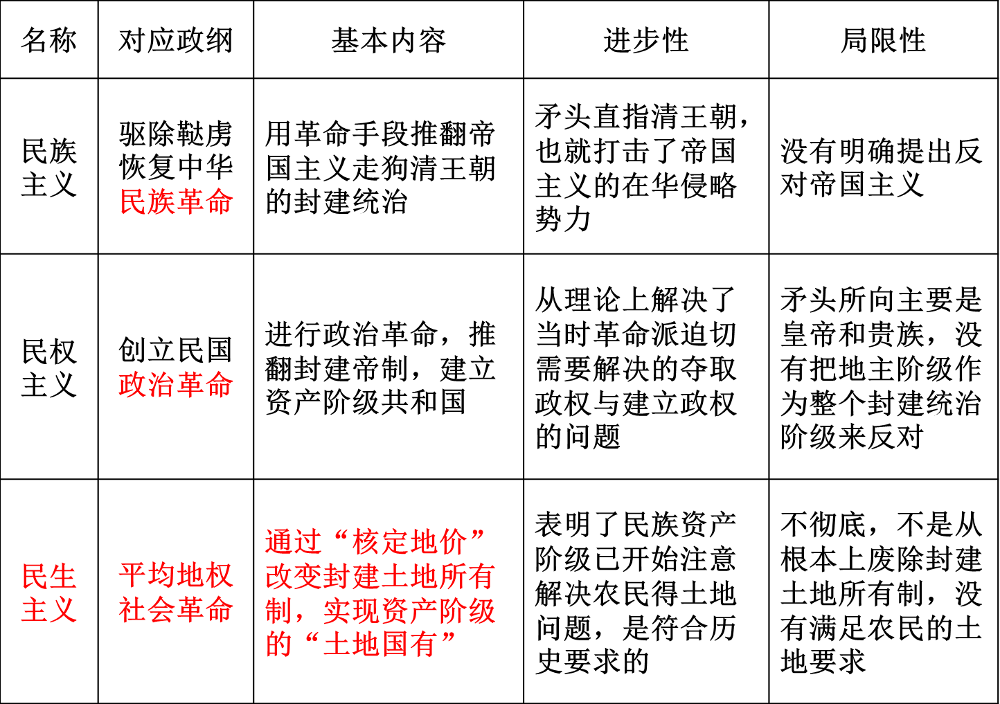 名称
对应政纲
基本内容
进步性
局限性
民族
主义
驱除鞑虏
恢复中华
民族革命
用革命手段推翻帝
国主义走狗清王朝
的封建统治
矛头直指清王朝，
也就打击了帝国
主义的在华侵略
势力
没有明确提出反
对帝国主义
民权
主义
创立民国
政治革命
进行政治革命，推
翻封建帝制，建立
资产阶级共和国
从理论上解决了
当时革命派迫切
需要解决的夺取
政权与建立政权
的问题
矛头所向主要是
皇帝和贵族，没
有把地主阶级作
为整个封建统治
阶级来反对
民生
主义
平均地权
社会革命
通过“核定地价”
改变封建土地所有
制，实现资产阶级
的“土地国有”
表明了民族资产
阶级已开始注意
解决农民得土地
问题，是符合历
史要求的
不彻底，不是从
根本上废除封建
土地所有制，没
有满足农民的土
地要求